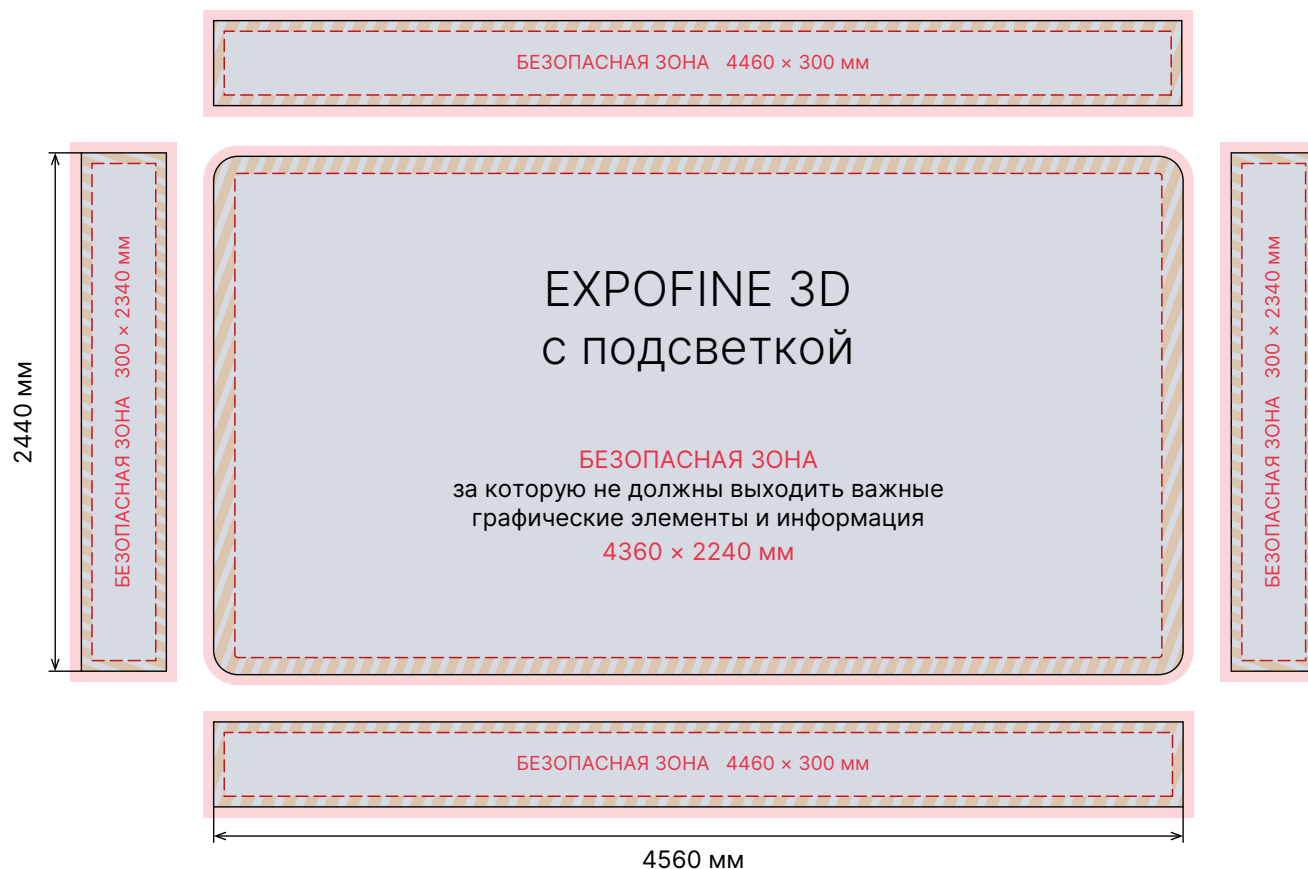 БЕЗОПАСНАЯ ЗОНА 4460 × 300 мм
2440 мм
БЕЗОПАСНАЯ ЗОНА 300 × 2340 мм
EXPOFINE 3D
с подсветкой
БЕЗОПАСНАЯ ЗОНА
за которую не должны выходить важные
графические элементы и информация
4360 × 2240 мм
БЕЗОПАСНАЯ ЗОНА 300 × 2340 мм
БЕЗОПАСНАЯ ЗОНА 4460 × 300 мм
4560 мм